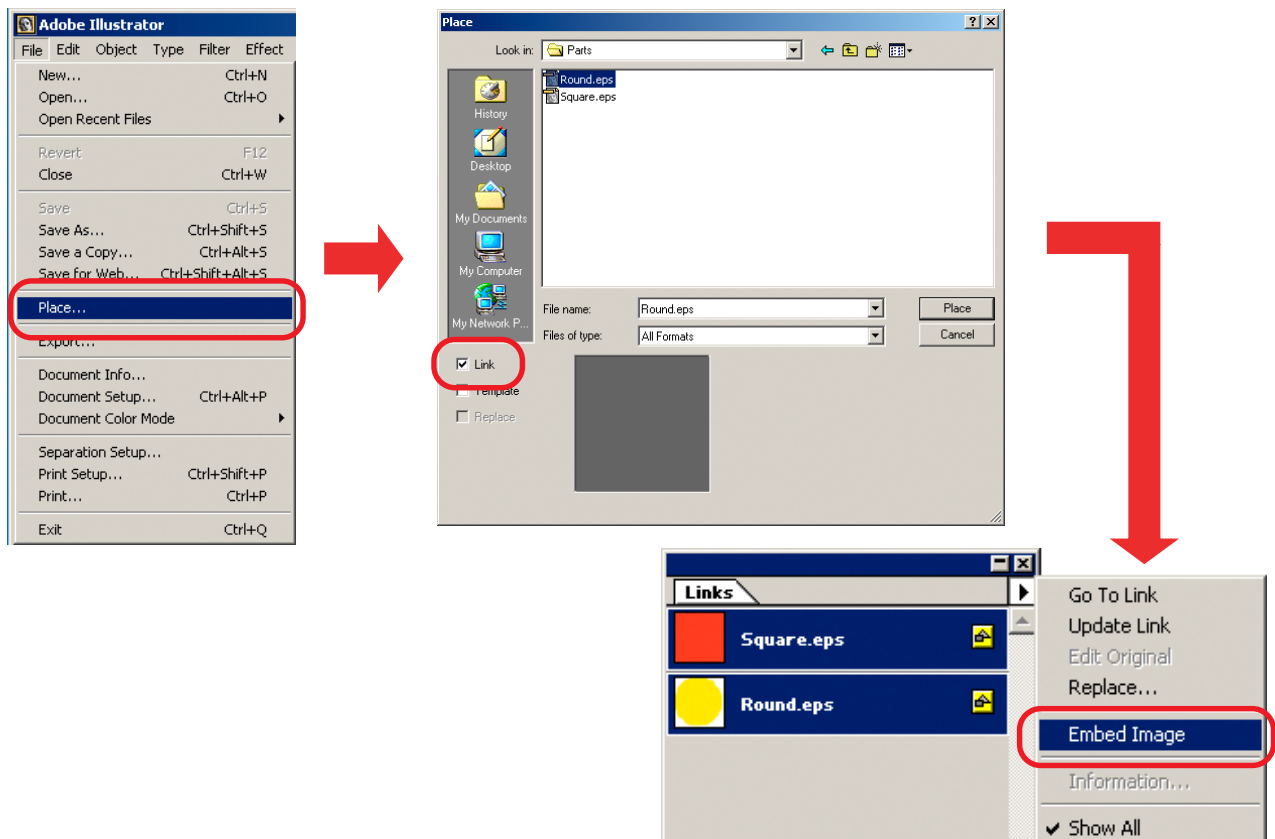 Adobe Illustrator
File Edit Object Type Filter Effect
New... Ctrl+N
Open... Ctrl+O
Open Recent Files
Revert F12
Close Ctrl+W
Save Ctrl+S
Save As... Ctrl+Shift+S
Save a Copy... Ctrl+Alt+S
Save for Web... Ctrl+Shift+Alt+S
Place...
Export...
Document Info...
Document Setup... Ctrl+Alt+P
Document Color Mode
Separation Setup...
Print Setup... Ctrl+Shift+P
Print... Ctrl+P
Exit Ctrl+Q
Place
Look in: Parts
Round.eps
Square.eps
History
Desktop
My Documents
My Computer
My Network P...
File name: Round.eps Place
Files of type: All Formats Cancel
Link
Template
Replace
Links
Square.eps
Round.eps
Go To Link
Update Link
Edit Original
Replace...
Embed Image
Information...
Show All